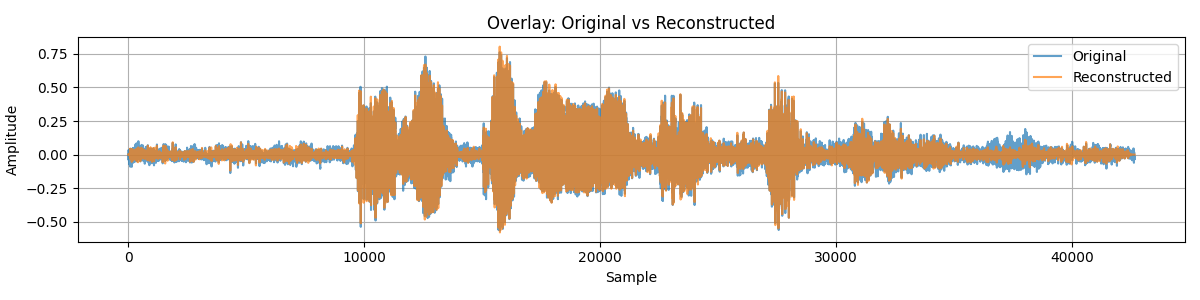 Overlay: Original vs Reconstructed
Amplitude
0.75
0.50
0.25
0.00
−0.25
−0.50
Original
Reconstructed
0
10000
20000
30000
40000
Sample